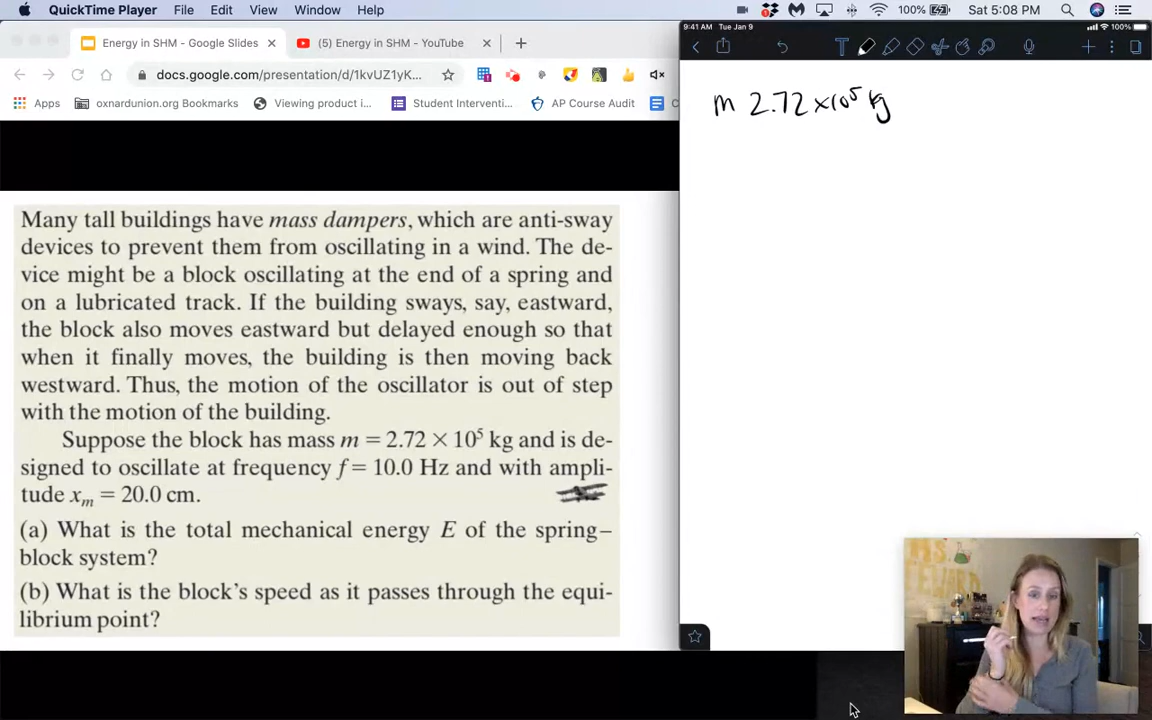 QuickTime Player File Edit View Window Help 100% Sat 5:08 PM
Energy in SHM - Google Slides × (5) Energy in SHM - YouTube × +
docs.google.com/presentation/d/1kvUZ1yK...
Apps oxnardunion.org Bookmarks Viewing product i... Student Interventi... AP Course Audit
9:41 AM Tue Jan 9 100%
m 2.72 x10⁵ kg
Many tall buildings have mass dampers, which are anti-sway
devices to prevent them from oscillating in a wind. The de-
vice might be a block oscillating at the end of a spring and
on a lubricated track. If the building sways, say, eastward,
the block also moves eastward but delayed enough so that
when it finally moves, the building is then moving back
westward. Thus, the motion of the oscillator is out of step
with the motion of the building.
Suppose the block has mass m = 2.72 × 10⁵ kg and is de-
signed to oscillate at frequency f = 10.0 Hz and with ampli-
tude xₘ = 20.0 cm.
(a) What is the total mechanical energy E of the spring–
block system?
(b) What is the block's speed as it passes through the equi-
librium point?